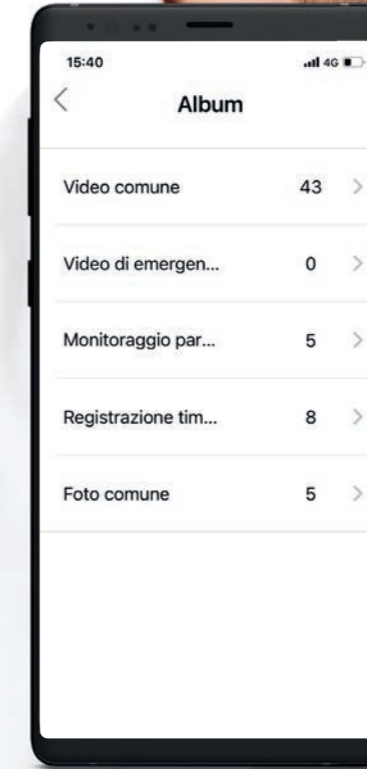 15:40
4G
Album
Video comune 43
Video di emergen... 0
Monitoraggio par... 5
Registrazione tim... 8
Foto comune 5